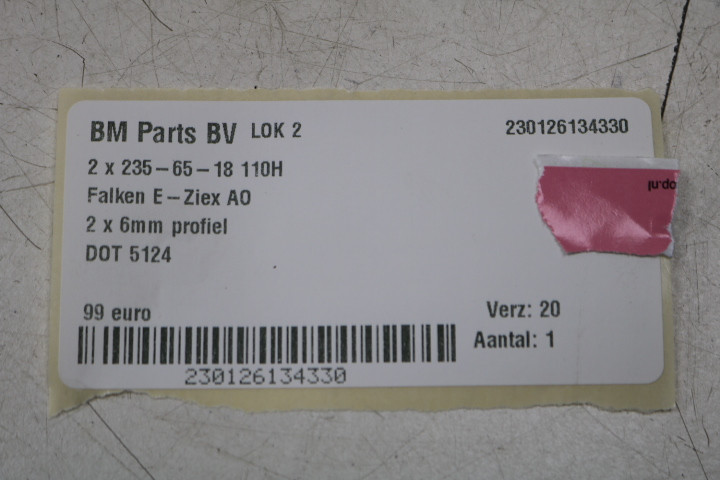 BM Parts BV LOK 2 230126134330
2 x 235-65-18 110H
Falken E-Ziex AO
2 x 6mm profiel
DOT 5124
99 euro Verz: 20
Aantal: 1
230126134330